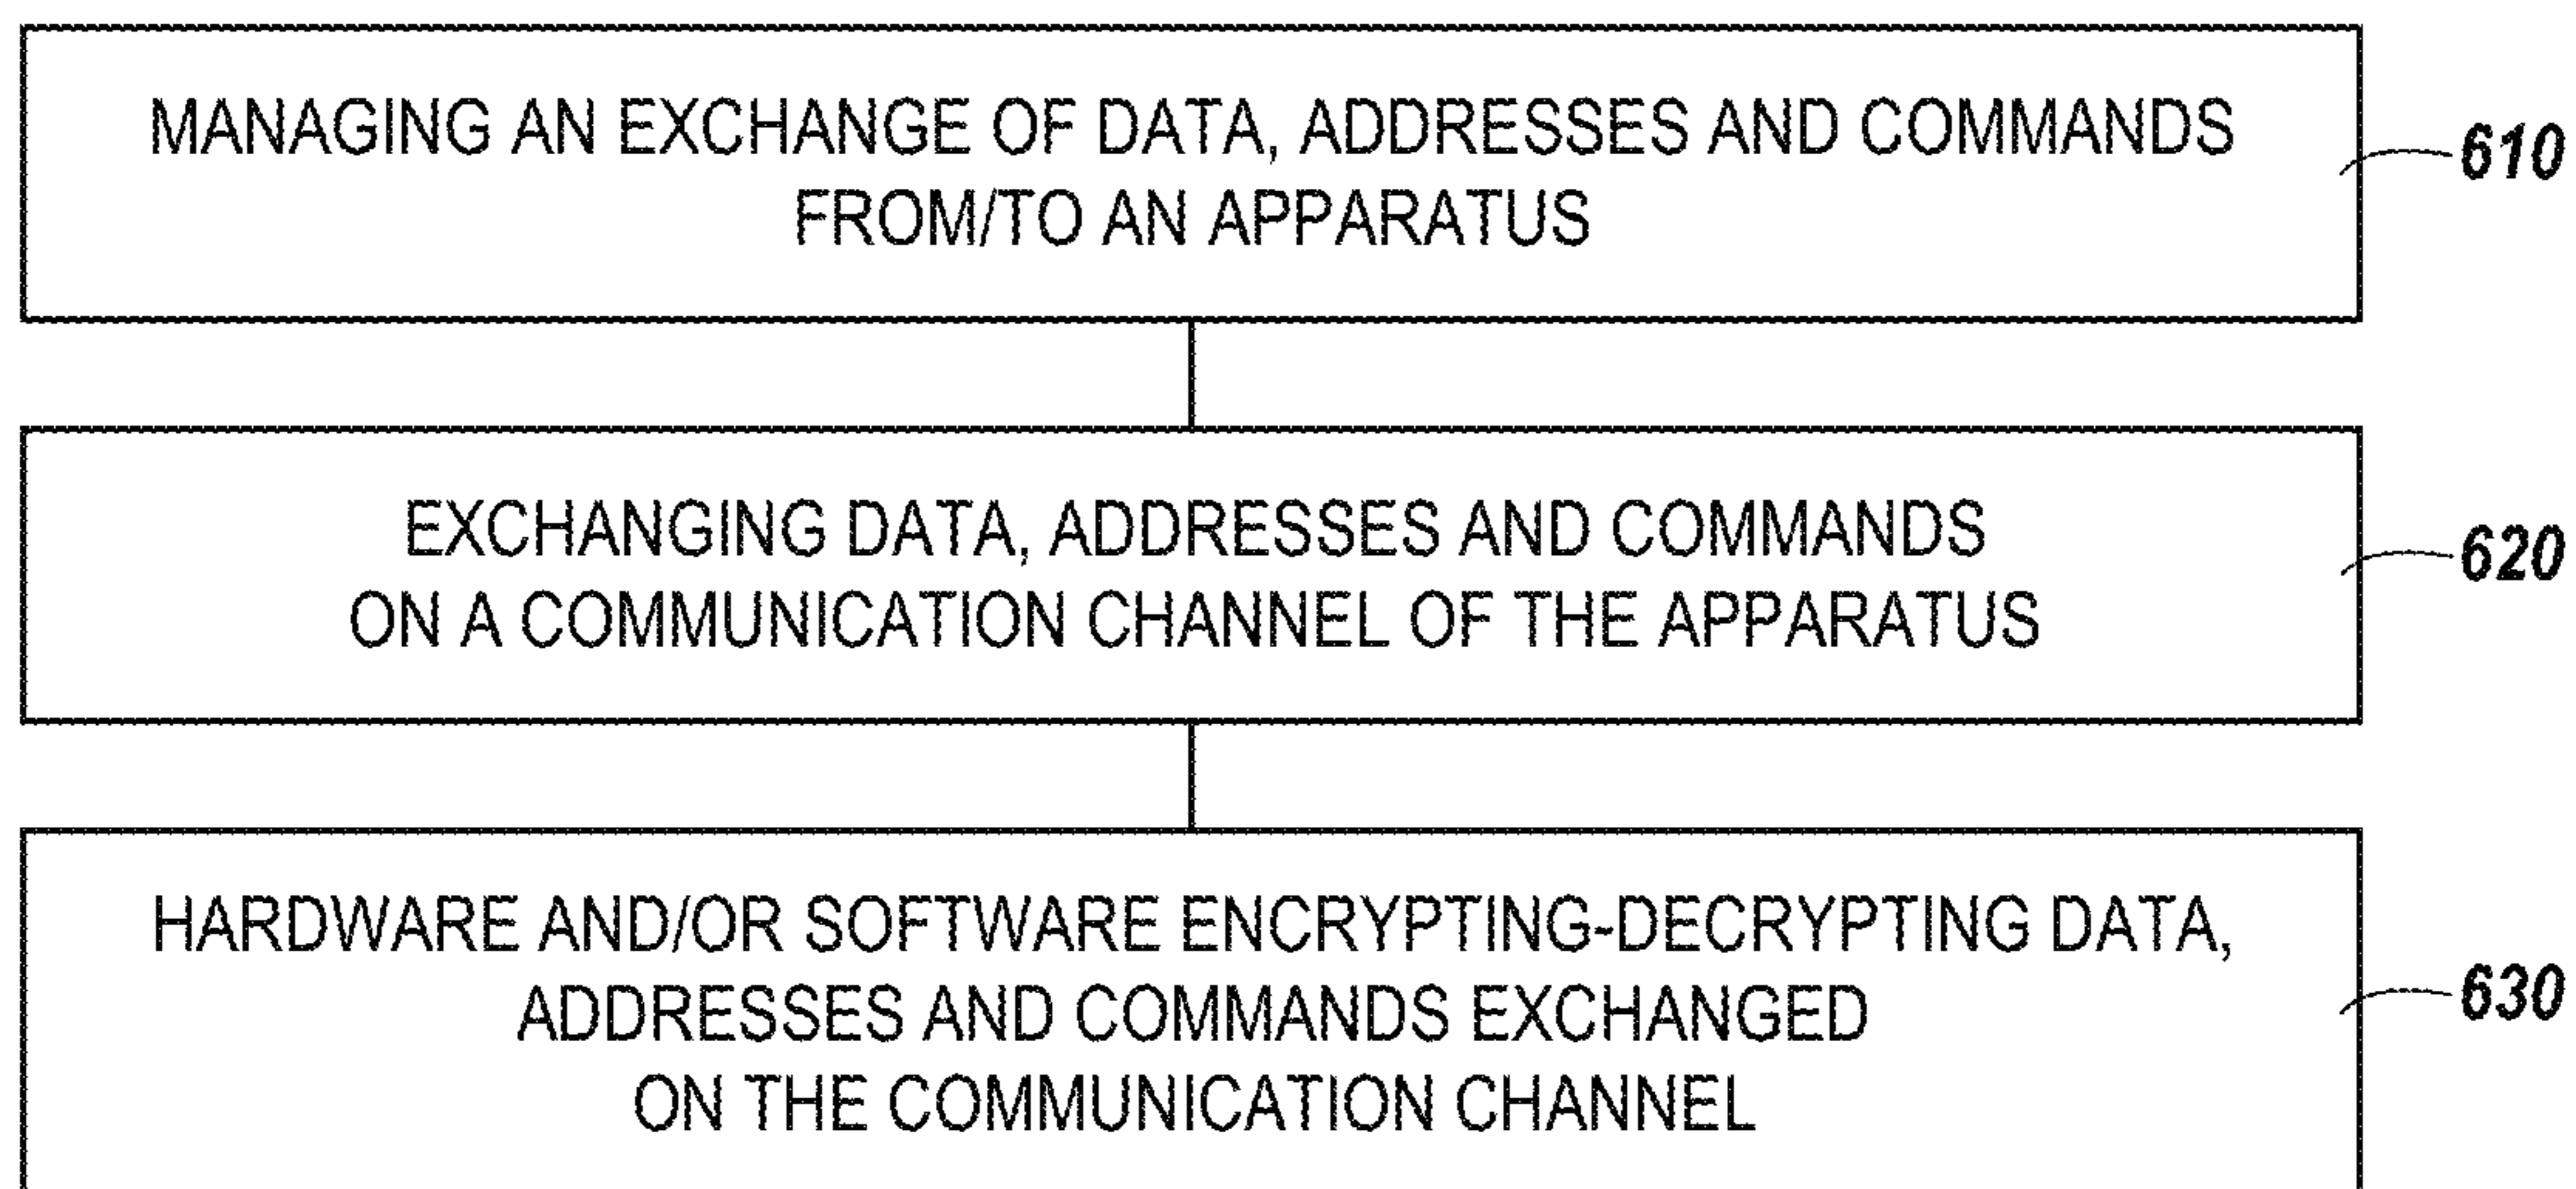 MANAGING AN EXCHANGE OF DATA, ADDRESSES AND COMMANDS
FROM/TO AN APPARATUS
610
EXCHANGING DATA, ADDRESSES AND COMMANDS
ON A COMMUNICATION CHANNEL OF THE APPARATUS
620
HARDWARE AND/OR SOFTWARE ENCRYPTING-DECRYPTING DATA,
ADDRESSES AND COMMANDS EXCHANGED
ON THE COMMUNICATION CHANNEL
630